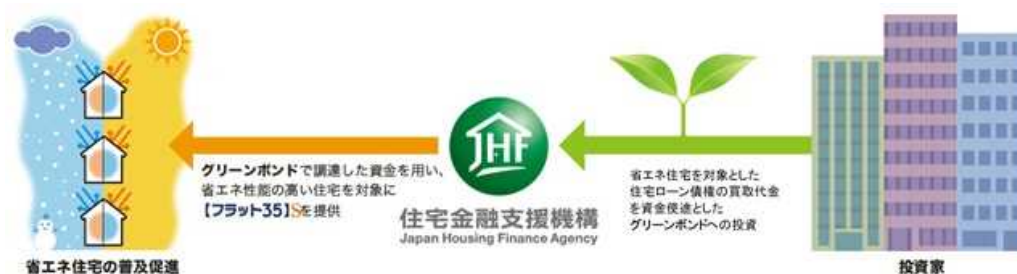 グリーンボンドで調達した資金を用い、
省エネ性能の高い住宅を対象に
【フラット35】Sを提供
省エネ住宅の普及促進
JHF
住宅金融支援機構
Japan Housing Finance Agency
省エネ住宅を対象とした
住宅ローン債権の買取代金
を資金使途とした
グリーンボンドへの投資
投資家